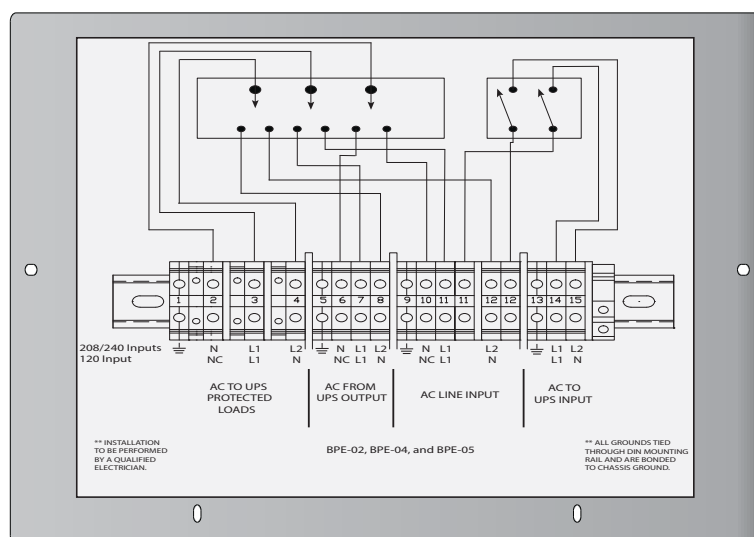 1 2 3 4 5 6 7 8 9 10 11 11 12 12 13 14 15
208/240 Inputs N L1 L2 N L1 L2 N L1 L2 L1 L2
120 Input NC L1 N NC L1 N NC L1 N L1 N
AC TO UPS
PROTECTED
LOADS
AC FROM
UPS OUTPUT
AC LINE INPUT
AC TO
UPS INPUT
** INSTALLATION
TO BE PERFORMED
BY A QUALIFIED
ELECTRICIAN.
BPE-02, BPE-04, and BPE-05
** ALL GROUNDS TIED
THROUGH DIN MOUNTING
RAIL AND ARE BONDED
TO CHASSIS GROUND.